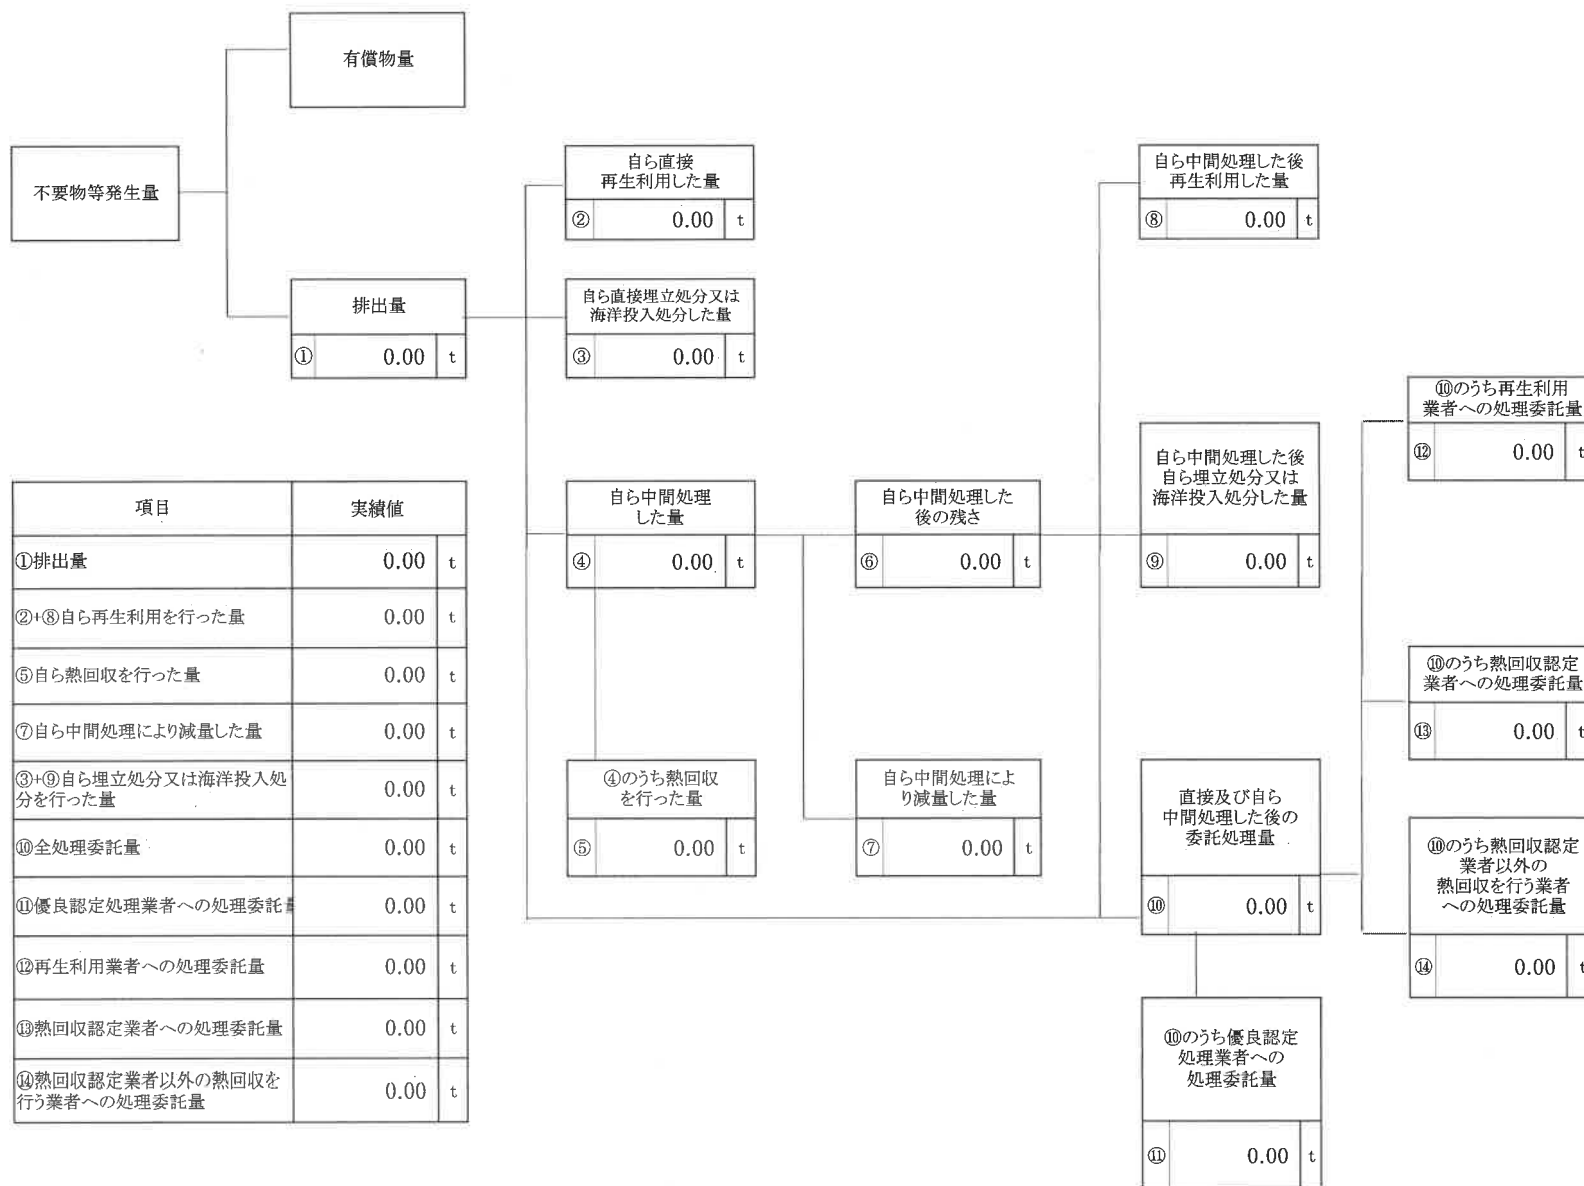 有償物量
不要物等発生量
排出量
① 0.00 t
自ら直接
再生利用した量
② 0.00 t
自ら直接埋立処分又は
海洋投入処分した量
③ 0.00 t
自ら中間処理
した量
④ 0.00 t
④のうち熱回収
を行った量
⑤ 0.00 t
自ら中間処理した
後の残さ
⑥ 0.00 t
自ら中間処理によ
り減量した量
⑦ 0.00 t
自ら中間処理した後
再生利用した量
⑧ 0.00 t
自ら中間処理した後
自ら埋立処分又は
海洋投入処分した量
⑨ 0.00 t
直接及び自ら
中間処理した後の
委託処理量
⑩ 0.00 t
⑩のうち優良認定
処理業者への
処理委託量
⑪ 0.00 t
⑩のうち再生利用
業者への処理委託量
⑫ 0.00 t
⑩のうち熱回収認定
業者への処理委託量
⑬ 0.00 t
⑩のうち熱回収認定
業者以外の
熱回収を行う業者
への処理委託量
⑭ 0.00 t
項目 実績値
①排出量 0.00 t
②+⑧自ら再生利用を行った量 0.00 t
⑤自ら熱回収を行った量 0.00 t
⑦自ら中間処理により減量した量 0.00 t
③+⑨自ら埋立処分又は海洋投入処
分を行った量 0.00 t
⑩全処理委託量 0.00 t
⑪優良認定処理業者への処理委託量 0.00 t
⑫再生利用業者への処理委託量 0.00 t
⑬熱回収認定業者への処理委託量 0.00 t
⑭熱回収認定業者以外の熱回収を
行う業者への処理委託量 0.00 t